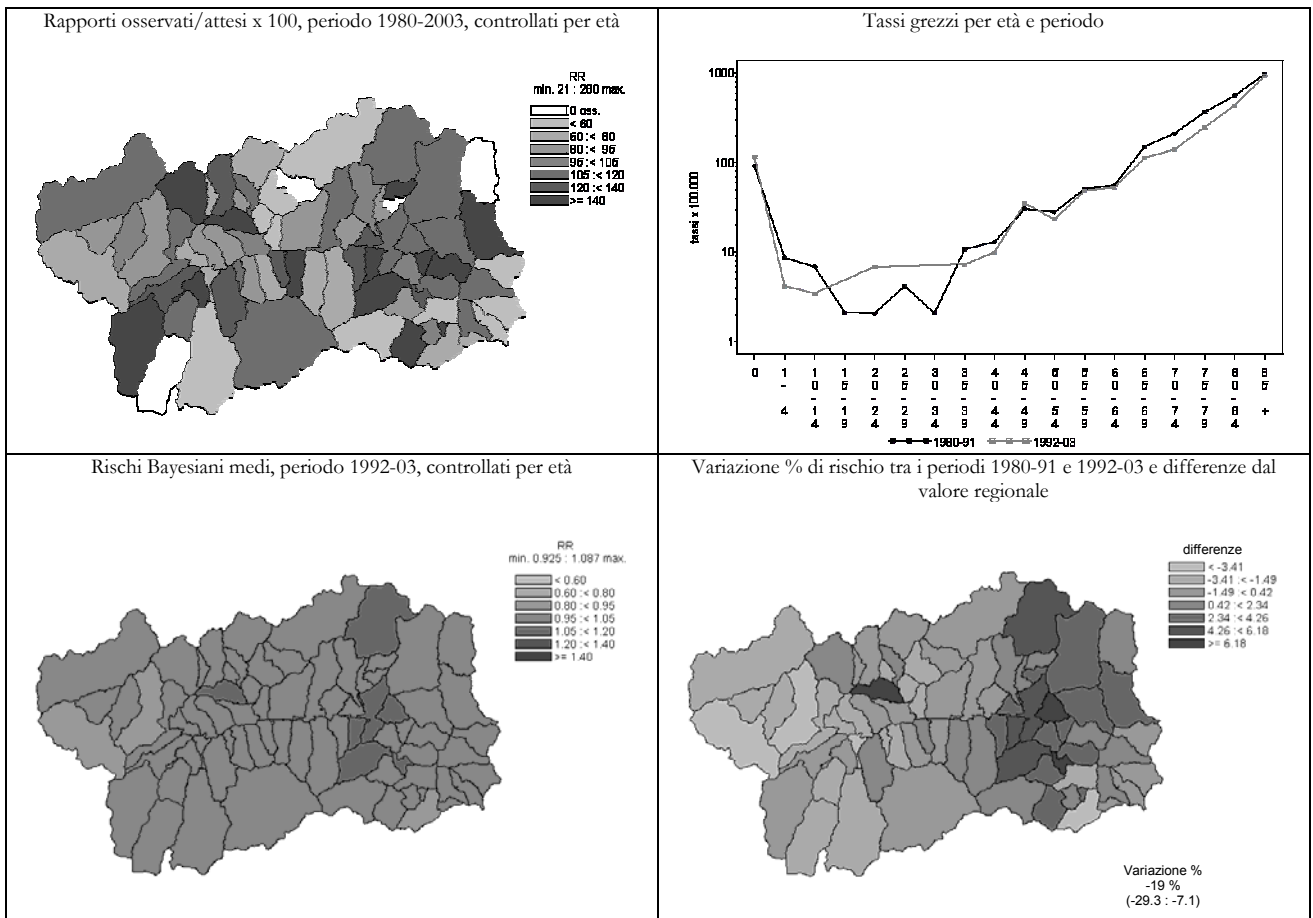 Rapporti osservati/attesi x 100, periodo 1980-2003, controllati per età
RR
min. 21 : 280 max.
0 oss.
< 60
60 :< 80
80 :< 95
95 :< 105
105 :< 120
120 :< 140
>= 140
Tassi grezzi per età e periodo
tassi x 100.000
1000
100
10
1
0
1-4
10-14
15-19
20-24
25-29
30-34
35-39
40-44
45-49
50-54
55-59
60-64
65-69
70-74
75-79
80-84
85+
1980-91
1992-03
Rischi Bayesiani medi, periodo 1992-03, controllati per età
RR
min. 0.925 : 1.087 max.
< 0.60
0.60 :< 0.80
0.80 :< 0.95
0.95 :< 1.05
1.05 :< 1.20
1.20 :< 1.40
>= 1.40
Variazione % di rischio tra i periodi 1980-91 e 1992-03 e differenze dal
valore regionale
differenze
< -3.41
-3.41 :< -1.49
-1.49 :< 0.42
0.42 :< 2.34
2.34 :< 4.26
4.26 :< 6.18
>= 6.18
Variazione %
-19 %
(-29.3 : -7.1)